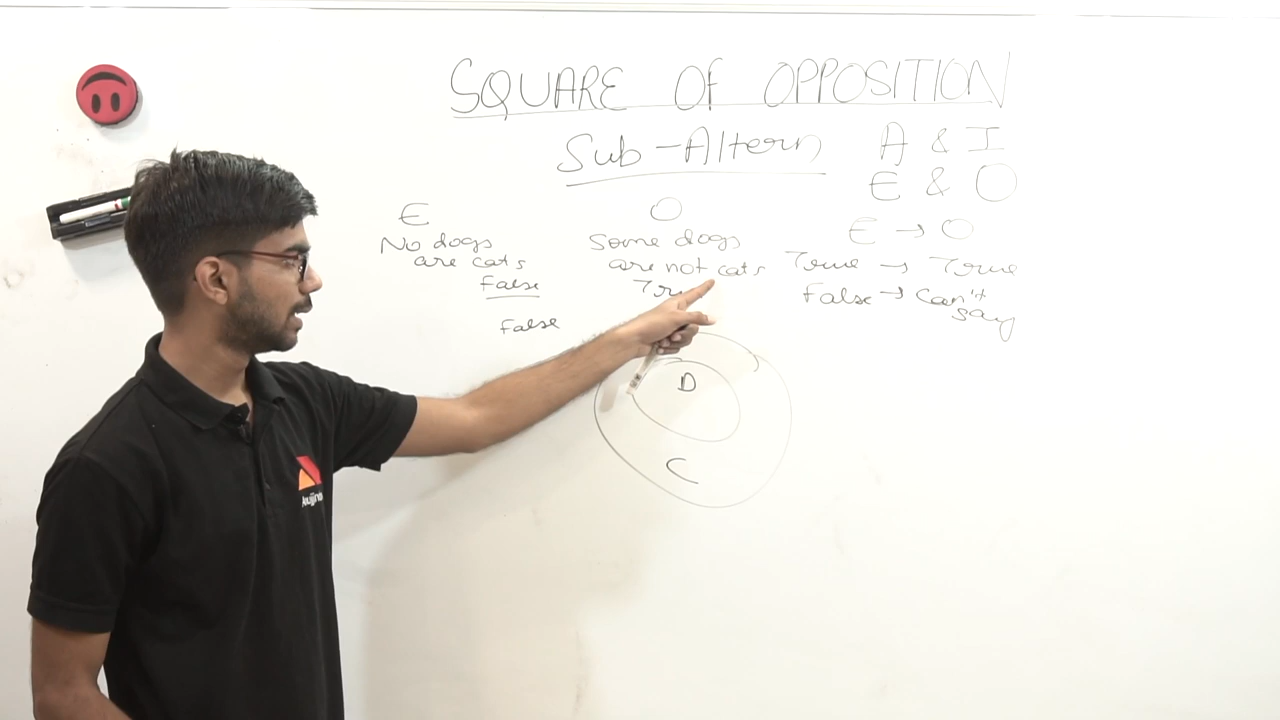 SQUARE OF OPPOSITION
Sub-Altern
A & I
E & O
E
No dogs
are cats
False
False
O
Some dogs
are not cats
E → O
True → True
False → Can't
say
D
C